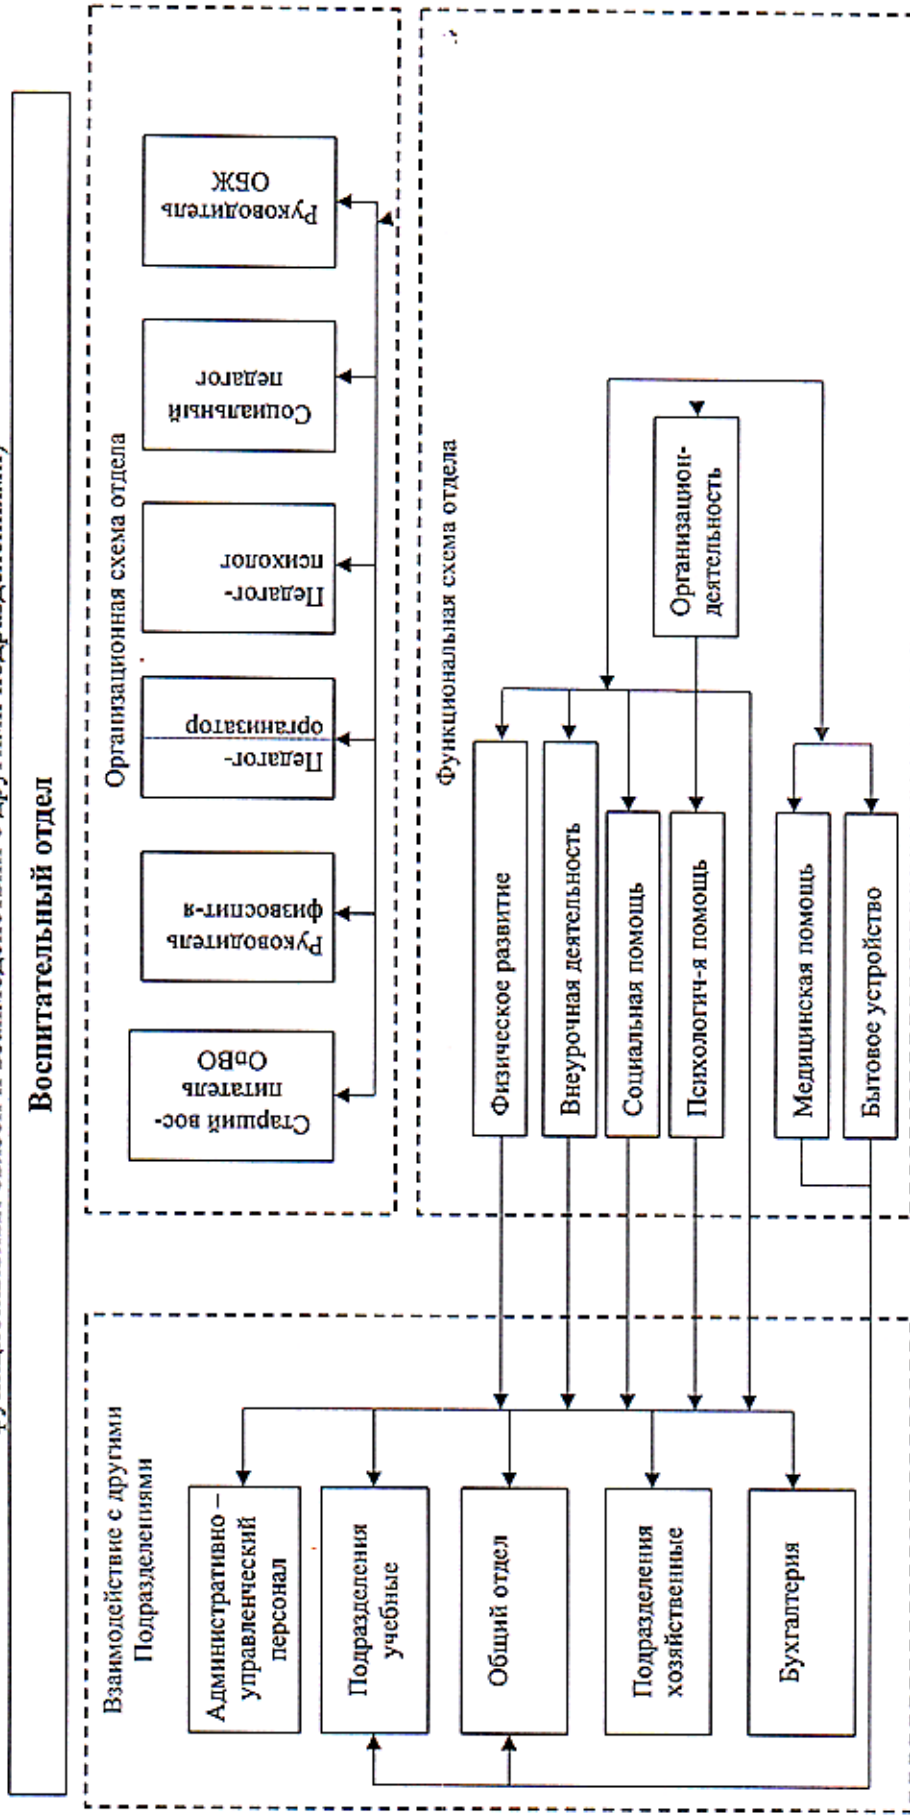 Воспитательный отдел
Взаимодействие с другими
Подразделениями
Административно –
управленческий
персонал
Подразделения
учебные
Общий отдел
Подразделения
хозяйственные
Бухгалтерия
Организационная схема отдела
Старший вос-
питатель
ОпВО
Руководитель
физвоспит-я
Педагог-
организатор
Педагог-
психолог
Социальный
педагог
Руководитель
ОБЖ
Функциональная схема отдела
Физическое развитие
Внеурочная деятельность
Социальная помощь
Психологич-я помощь
Организацион-
деятельность
Медицинская помощь
Бытовое устройство